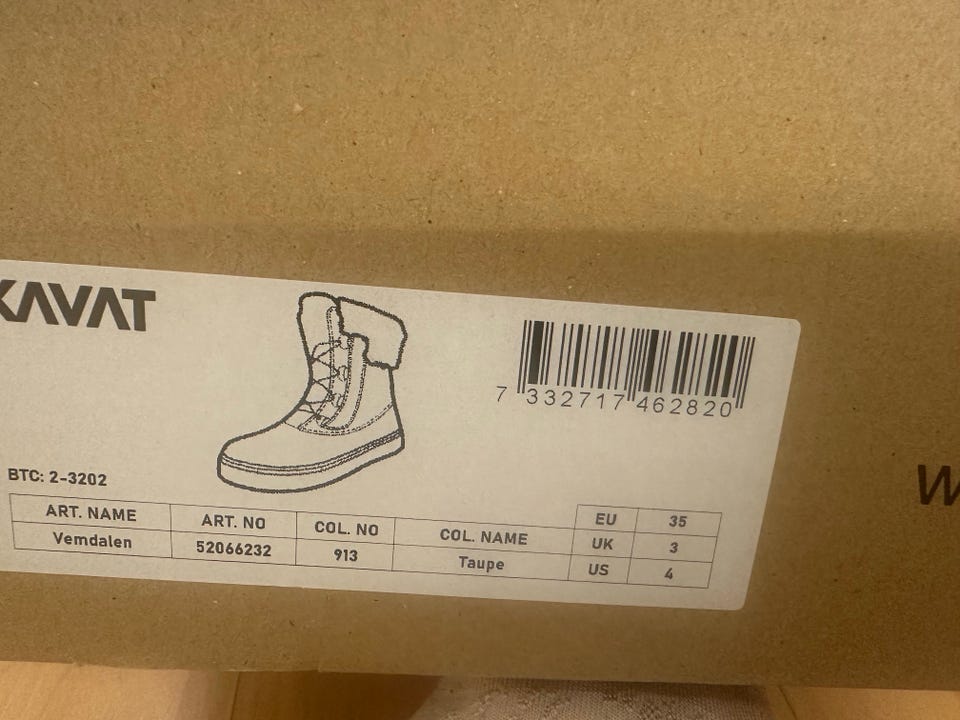 KAVAT
7 332717 462820
BTC: 2-3202
ART. NAME ART. NO COL. NO COL. NAME EU 35
Vemdalen 52066232 913 Taupe UK 3
US 4